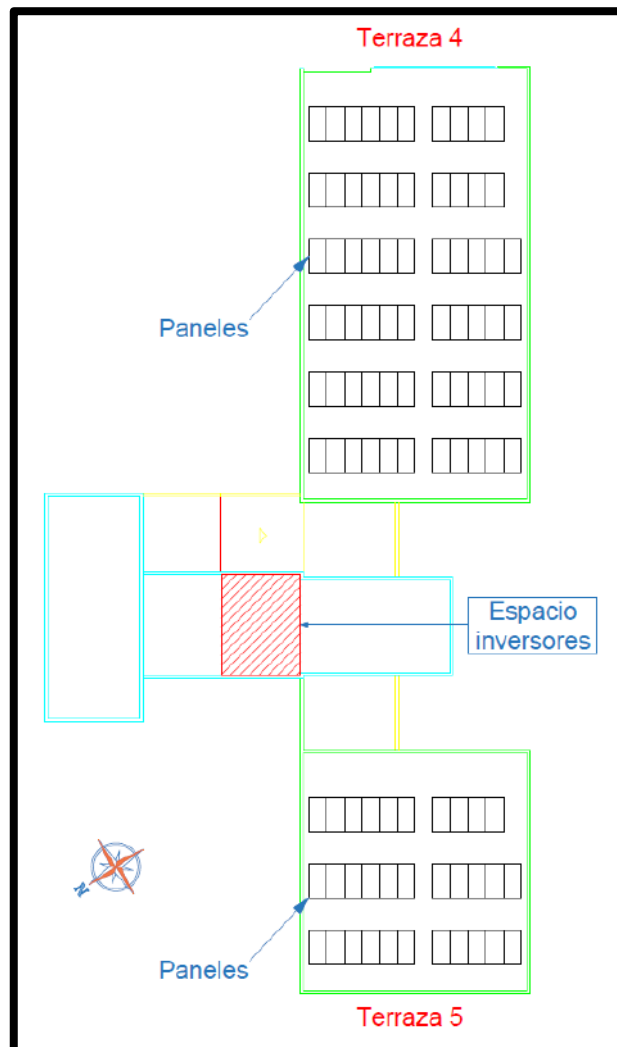 Terraza 4
Paneles
Espacio
inversores
N
Paneles
Terraza 5